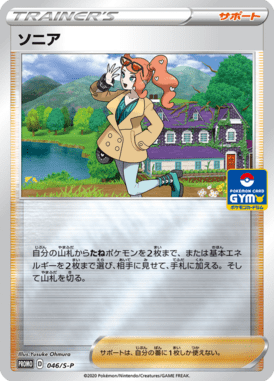 TRAINER'S
サポート
ソニア
POKÉMON CARD
GYM
ポケモンカードジム
自分の山札からたねポケモンを2枚まで、または基本エネ
ルギーを2枚まで選び、相手に見せて、手札に加える。そし
て山札を切る。
Illus. Yusuke Ohmura
PROMO D 046/S-P
サポートは、自分の番に1枚しか使えない。
©2020 Pokémon/Nintendo/Creatures/GAME FREAK.